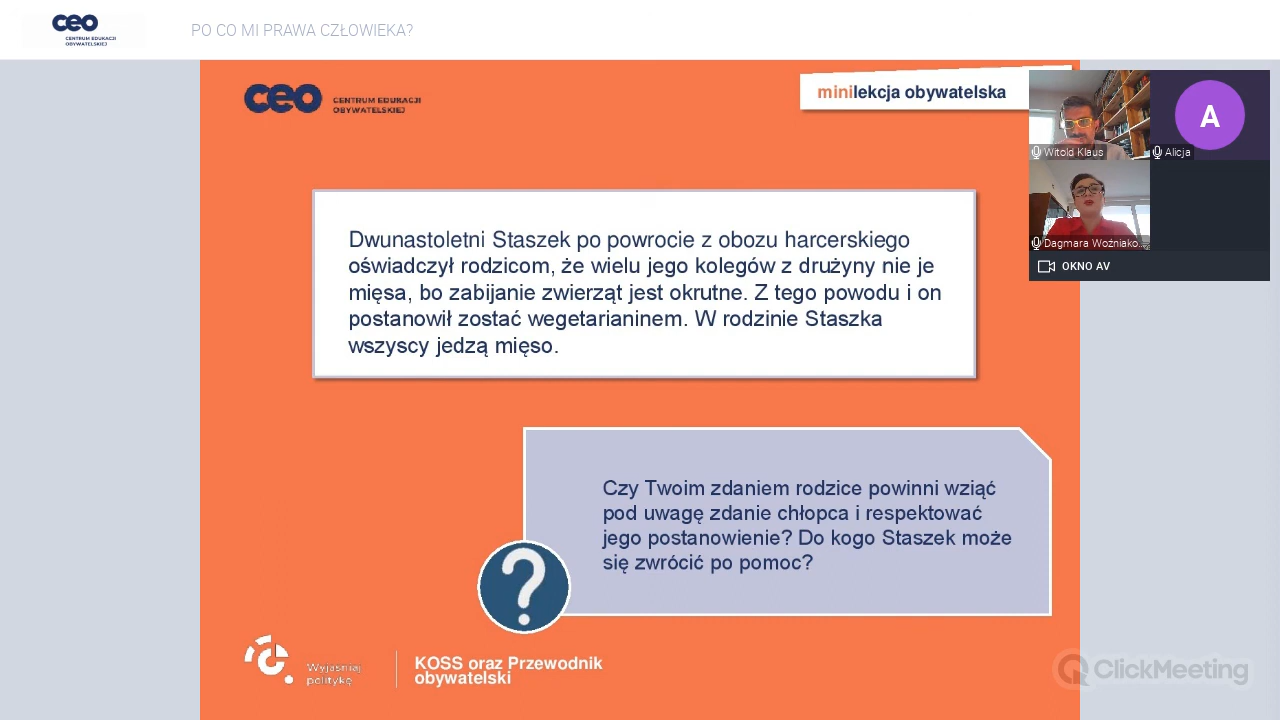 ceo
CENTRUM EDUKACJI
OBYWATELSKIEJ
PO CO MI PRAWA CZŁOWIEKA?
ceo
CENTRUM EDUKACJI
OBYWATELSKIEJ
minilekcja obywatelska
Witold Klaus
Alicja
A
Dagmara Woźniako...
OKNO AV
Dwunastoletni Staszek po powrocie z obozu harcerskiego
oświadczył rodzicom, że wielu jego kolegów z drużyny nie je
mięsa, bo zabijanie zwierząt jest okrutne. Z tego powodu i on
postanowił zostać wegetarianinem. W rodzinie Staszka
wszyscy jedzą mięso.
Czy Twoim zdaniem rodzice powinni wziąć
pod uwagę zdanie chłopca i respektować
jego postanowienie? Do kogo Staszek może
się zwrócić po pomoc?
?
Wyjaśniaj
politykę
KOSS oraz Przewodnik
obywatelski
ClickMeeting